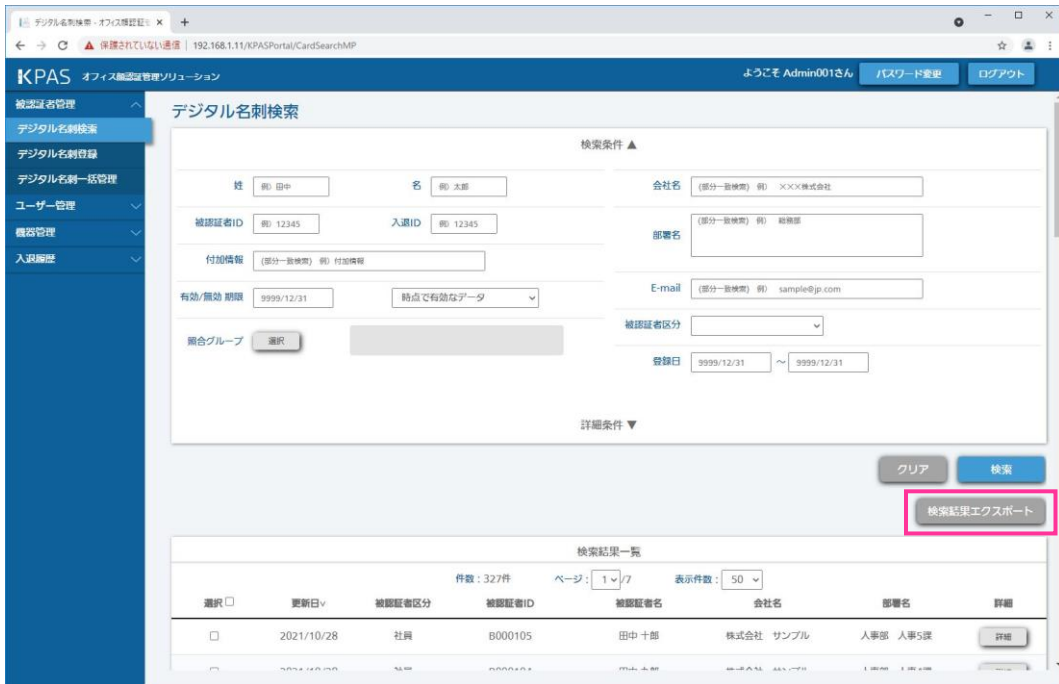 デジタル名刺検索 - オフィス顔認証
保護されていない通信 | 192.168.1.11/KPASPortal/CardSearchMP
KPAS オフィス顔認証管理ソリューション
ようこそ Admin001さん パスワード変更 ログアウト
被認証者管理
デジタル名刺検索
デジタル名刺登録
デジタル名刺一括管理
ユーザー管理
機器管理
入退履歴
デジタル名刺検索
検索条件 ▲
姓 例) 田中 名 例) 太郎 会社名 (部分一致検索) 例) ×××株式会社
被認証者ID 例) 12345 入退ID 例) 12345 部署名 (部分一致検索) 例) 総務部
付加情報 (部分一致検索) 例) 付加情報
有効/無効 期限 9999/12/31 時点で有効なデータ E-mail (部分一致検索) 例) sample@jp.com
照合グループ 選択 被認証者区分
登録日 9999/12/31 ～ 9999/12/31
詳細条件 ▼
クリア 検索
検索結果エクスポート
検索結果一覧
件数 : 327件 ページ : 1 /7 表示件数 : 50
選択 更新日 被認証者区分 被認証者ID 被認証者名 会社名 部署名 詳細
2021/10/28 社員 B000105 田中 十郎 株式会社 サンプル 人事部 人事5課 詳細